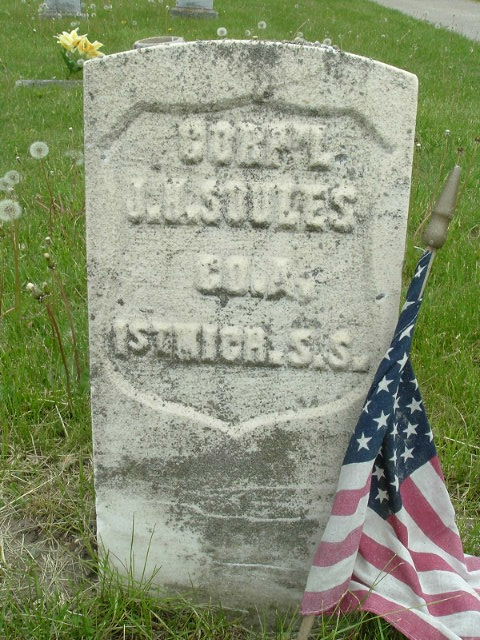 CORP'L
J.H.SOULES
CO.A.
1ST MICH. S.S.